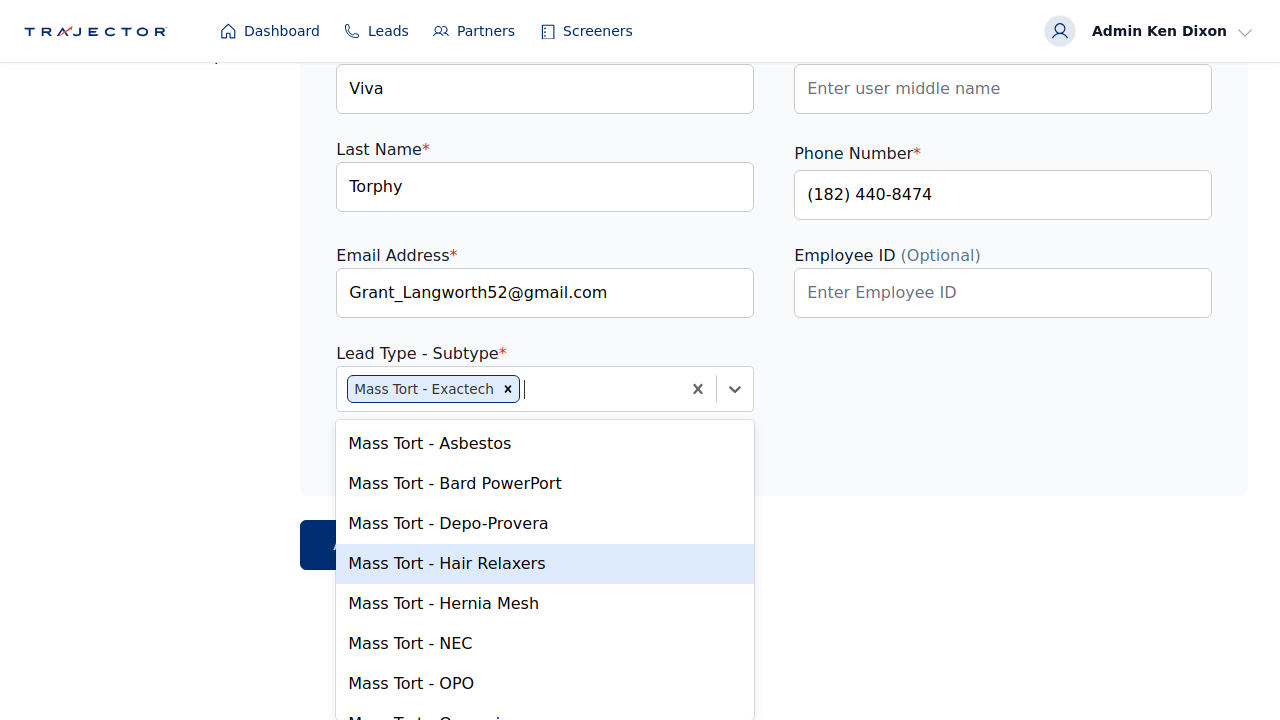 TRAJECTOR
Dashboard
Leads
Partners
Screeners
Admin Ken Dixon
Viva
Enter user middle name
Last Name*
Phone Number*
Torphy
(182) 440-8474
Email Address*
Employee ID (Optional)
Grant_Langworth52@gmail.com
Enter Employee ID
Lead Type - Subtype*
Mass Tort - Exactech
Mass Tort - Asbestos
Mass Tort - Bard PowerPort
Mass Tort - Depo-Provera
Mass Tort - Hair Relaxers
Mass Tort - Hernia Mesh
Mass Tort - NEC
Mass Tort - OPO